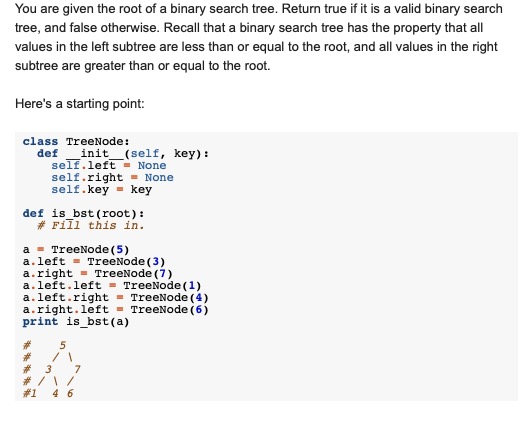 You are given the root of a binary search tree. Return true if it is a valid binary search
tree, and false otherwise. Recall that a binary search tree has the property that all
values in the left subtree are less than or equal to the root, and all values in the right
subtree are greater than or equal to the root.

Here's a starting point:

class TreeNode:
  def __init__(self, key):
    self.left = None
    self.right = None
    self.key = key

def is_bst(root):
  # Fill this in.

a = TreeNode(5)
a.left = TreeNode(3)
a.right = TreeNode(7)
a.left.left = TreeNode(1)
a.left.right = TreeNode(4)
a.right.left = TreeNode(6)
print is_bst(a)

#    5
#   / \
#  3   7
# / \ /
#1  4 6